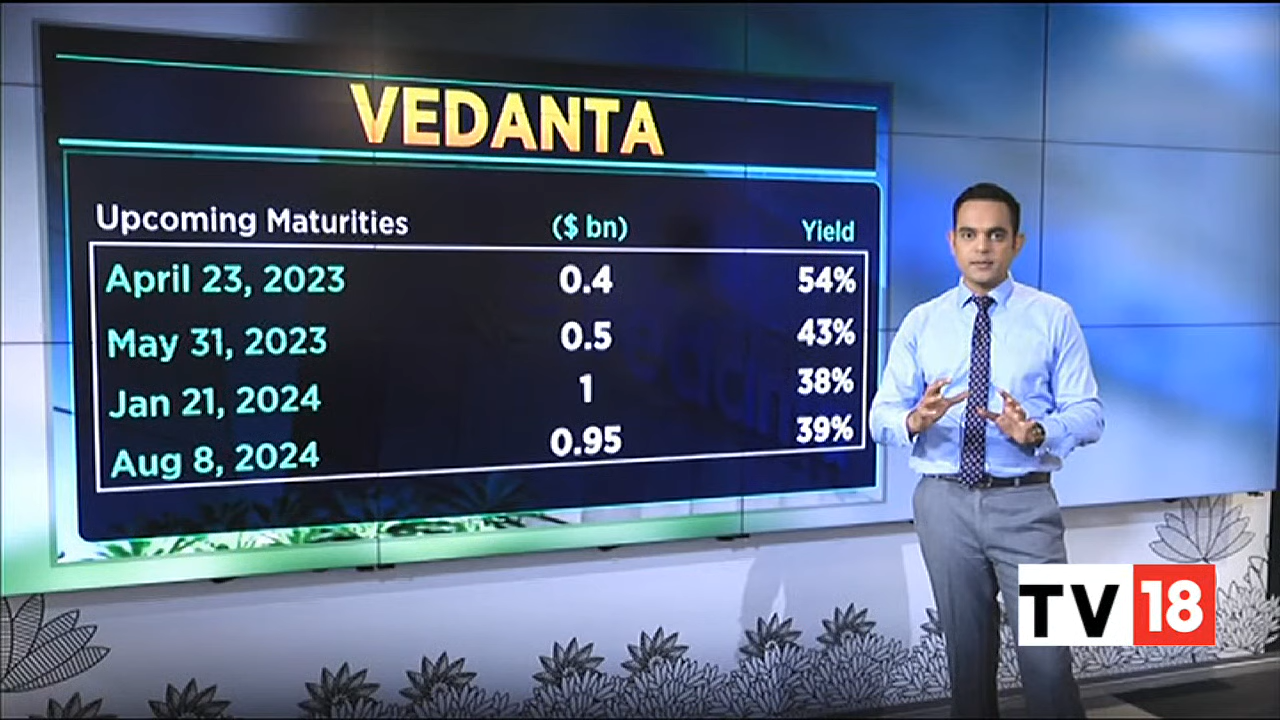 VEDANTA
Upcoming Maturities ($ bn) Yield
April 23, 2023 0.4 54%
May 31, 2023 0.5 43%
Jan 21, 2024 1 38%
Aug 8, 2024 0.95 39%
TV18